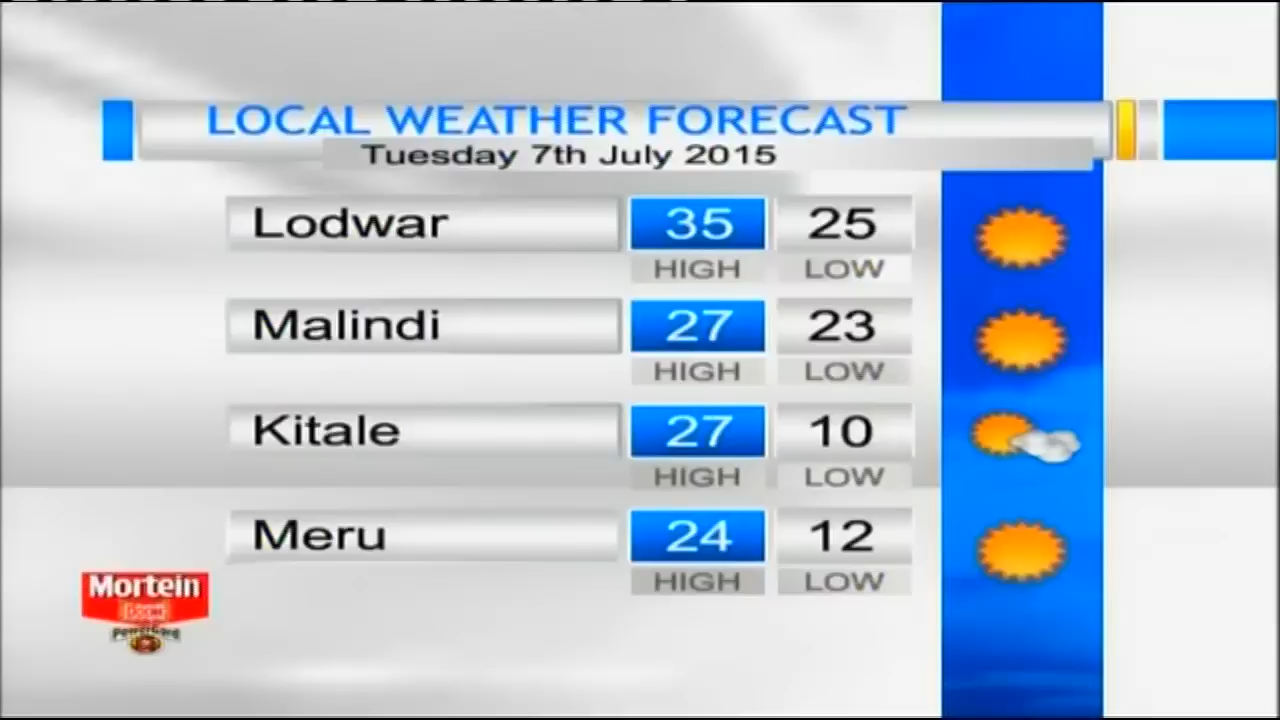 LOCAL WEATHER FORECAST
Tuesday 7th July 2015
Lodwar 35 25
HIGH LOW
Malindi 27 23
HIGH LOW
Kitale 27 10
HIGH LOW
Meru 24 12
HIGH LOW
Mortein
PowerGard